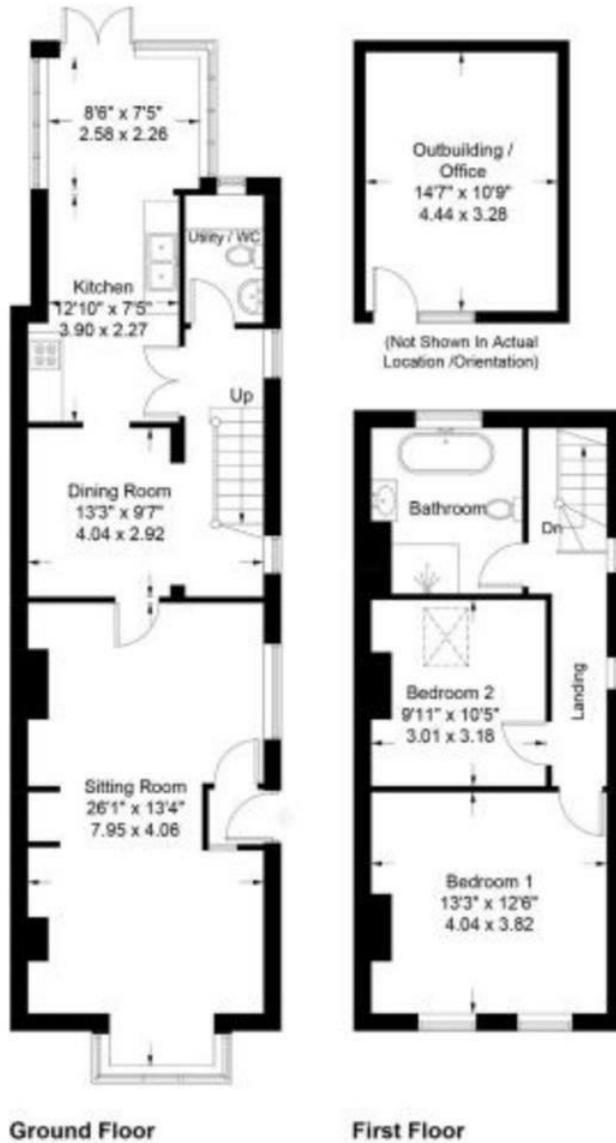 8'6" x 7'5"
2.58 x 2.26
Utility / WC
Kitchen
12'10" x 7'5"
3.90 x 2.27
Up
Dining Room
13'3" x 9'7"
4.04 x 2.92
Sitting Room
26'1" x 13'4"
7.95 x 4.06
Ground Floor
Outbuilding /
Office
14'7" x 10'9"
4.44 x 3.28
(Not Shown In Actual
Location /Orientation)
Bathroom
Dn
Landing
Bedroom 2
9'11" x 10'5"
3.01 x 3.18
Bedroom 1
13'3" x 12'6"
4.04 x 3.82
First Floor